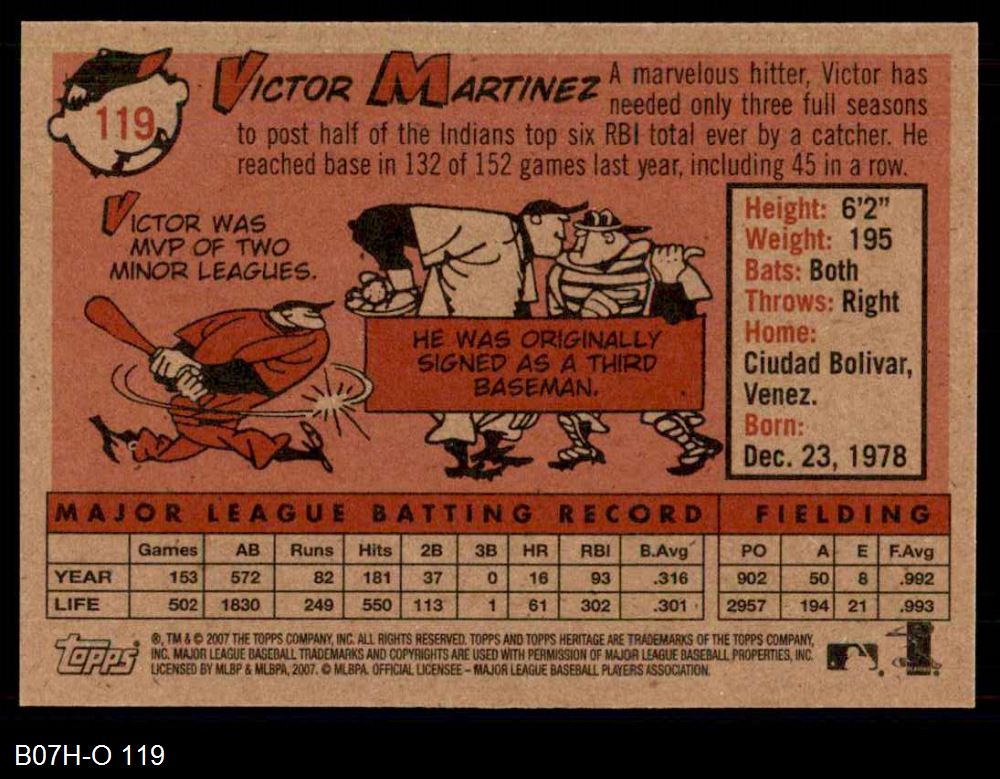 119
VICTOR MARTINEZ
A marvelous hitter, Victor has
needed only three full seasons
to post half of the Indians top six RBI total ever by a catcher. He
reached base in 132 of 152 games last year, including 45 in a row.
VICTOR WAS
MVP OF TWO
MINOR LEAGUES.
HE WAS ORIGINALLY
SIGNED AS A THIRD
BASEMAN.
Height: 6'2"
Weight: 195
Bats: Both
Throws: Right
Home:
Ciudad Bolivar,
Venez.
Born:
Dec. 23, 1978
MAJOR LEAGUE BATTING RECORD FIELDING
Games AB Runs Hits 2B 3B HR RBI B.Avg PO A E F.Avg
YEAR 153 572 82 181 37 0 16 93 .316 902 50 8 .992
LIFE 502 1830 249 550 113 1 61 302 .301 2957 194 21 .993
Topps
®, TM & © 2007 THE TOPPS COMPANY, INC. ALL RIGHTS RESERVED. TOPPS AND TOPPS HERITAGE ARE TRADEMARKS OF THE TOPPS COMPANY,
INC. MAJOR LEAGUE BASEBALL TRADEMARKS AND COPYRIGHTS ARE USED WITH PERMISSION OF MAJOR LEAGUE BASEBALL PROPERTIES, INC.
LICENSED BY MLBP & MLBPA, 2007. © MLBPA. OFFICIAL LICENSEE – MAJOR LEAGUE BASEBALL PLAYERS ASSOCIATION.
B07H-O 119